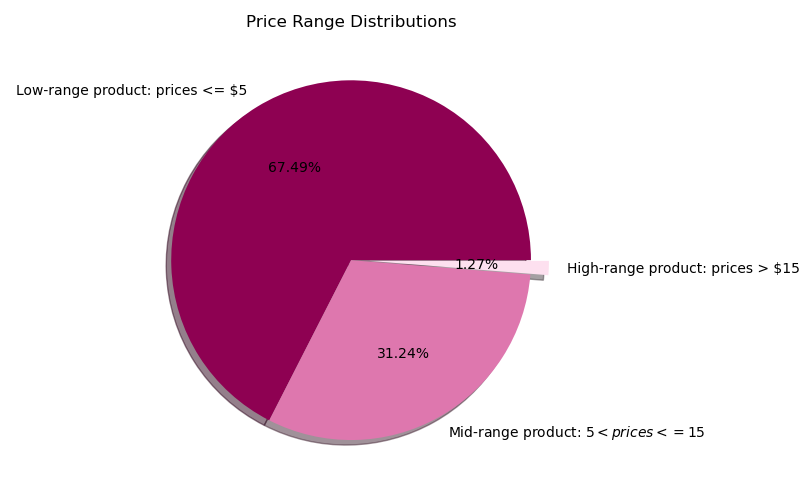 Price Range Distributions
Low-range product: prices <= $5
67.49%
1.27%
High-range product: prices > $15
31.24%
Mid-range product: 5 < prices <= 15